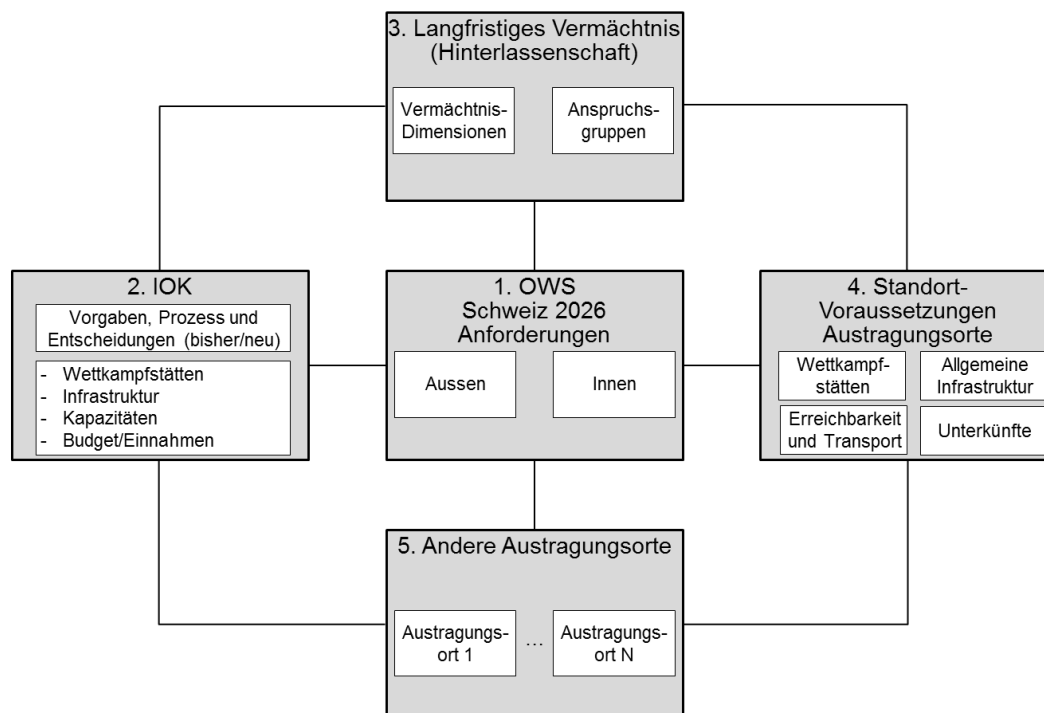 3. Langfristiges Vermächtnis
(Hinterlassenschaft)
Vermächtnis-
Dimensionen
Anspruchs-
gruppen
2. IOK
Vorgaben, Prozess und
Entscheidungen (bisher/neu)
- Wettkampfstätten
- Infrastruktur
- Kapazitäten
- Budget/Einnahmen
1. OWS
Schweiz 2026
Anforderungen
Aussen
Innen
4. Standort-
Voraussetzungen
Austragungsorte
Wettkampf-
stätten
Allgemeine
Infrastruktur
Erreichbarkeit
und Transport
Unterkünfte
5. Andere Austragungsorte
Austragungs-
ort 1
...
Austragungs-
ort N